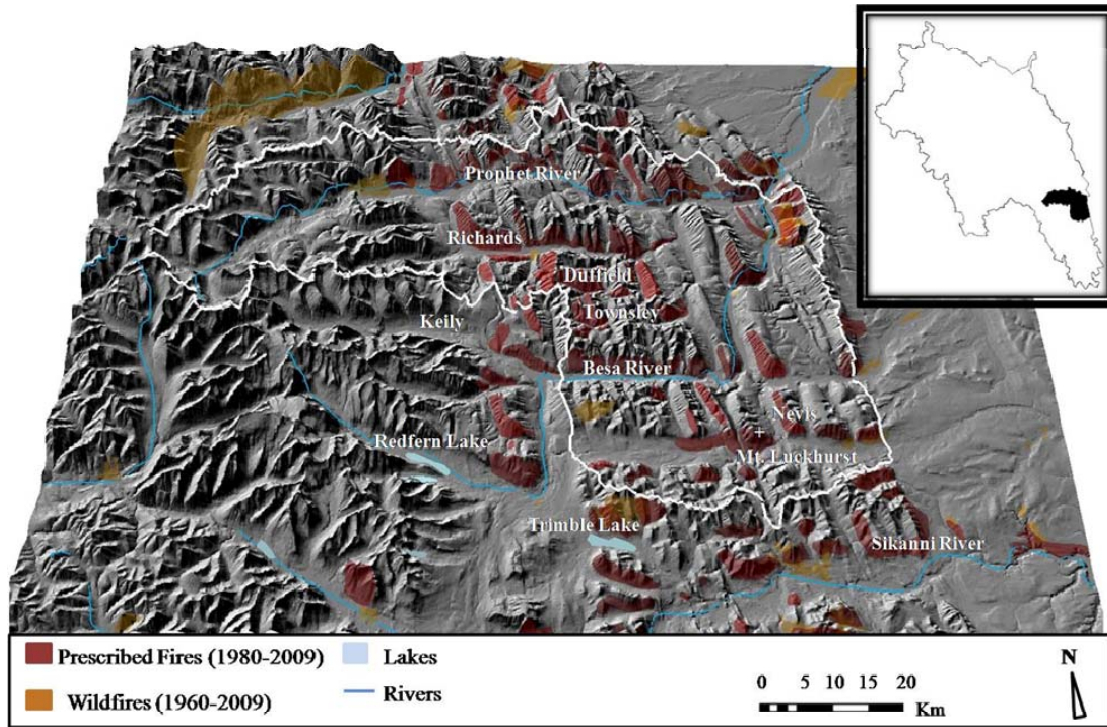 Prophet River
Richards
Duffield
Keily
Townsley
Besa River
Nevis
+
Redfern Lake
Mt. Luckhurst
Trimble Lake
Sikanni River
Prescribed Fires (1980-2009)
Lakes
Wildfires (1960-2009)
Rivers
0 5 10 20
Km
N